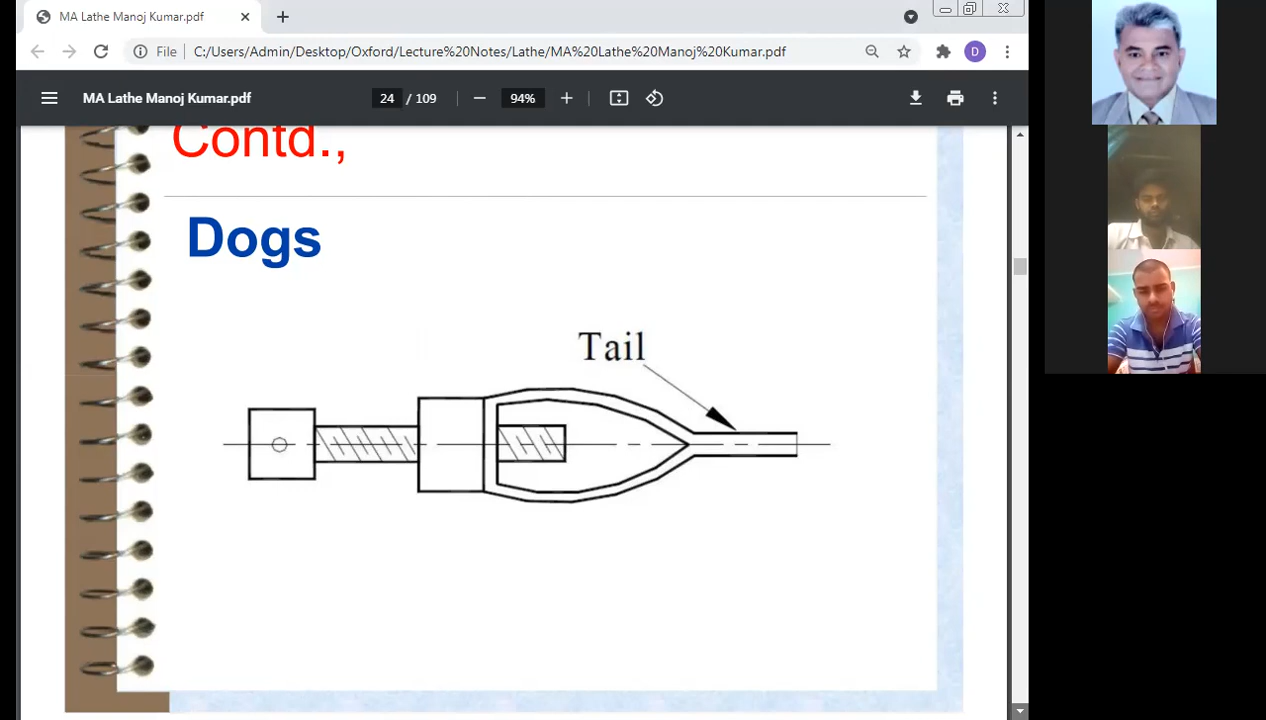 MA Lathe Manoj Kumar.pdf
File
C:/Users/Admin/Desktop/Oxford/Lecture%20Notes/Lathe/MA%20Lathe%20Manoj%20Kumar.pdf
D
MA Lathe Manoj Kumar.pdf
24 / 109
94%
Contd.,
Dogs
Tail